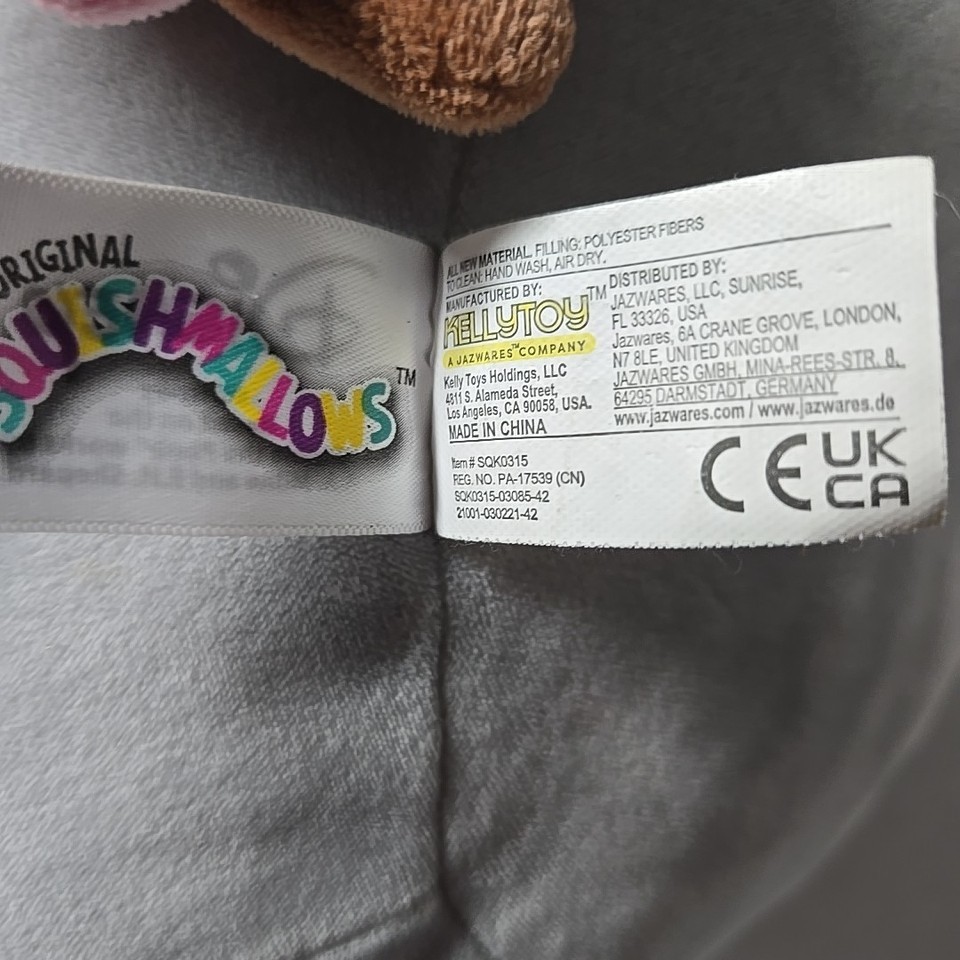 ORIGINAL
SQUISHMALLOWS™
ALL NEW MATERIAL. FILLING: POLYESTER FIBERS
TO CLEAN: HAND WASH, AIR DRY.
MANUFACTURED BY:
KELLYTOY™
A JAZWARES™ COMPANY
Kelly Toys Holdings, LLC
4811 S. Alameda Street,
Los Angeles, CA 90058, USA.
MADE IN CHINA
DISTRIBUTED BY:
JAZWARES, LLC, SUNRISE,
FL 33326, USA
Jazwares, 6A CRANE GROVE, LONDON,
N7 8LE, UNITED KINGDOM
JAZWARES GMBH, MINA-REES-STR. 8,
64295 DARMSTADT, GERMANY
www.jazwares.com / www.jazwares.de
Item # SQK0315
REG. NO. PA-17539 (CN)
SQK0315-03085-42
21001-030221-42
CE
UK
CA